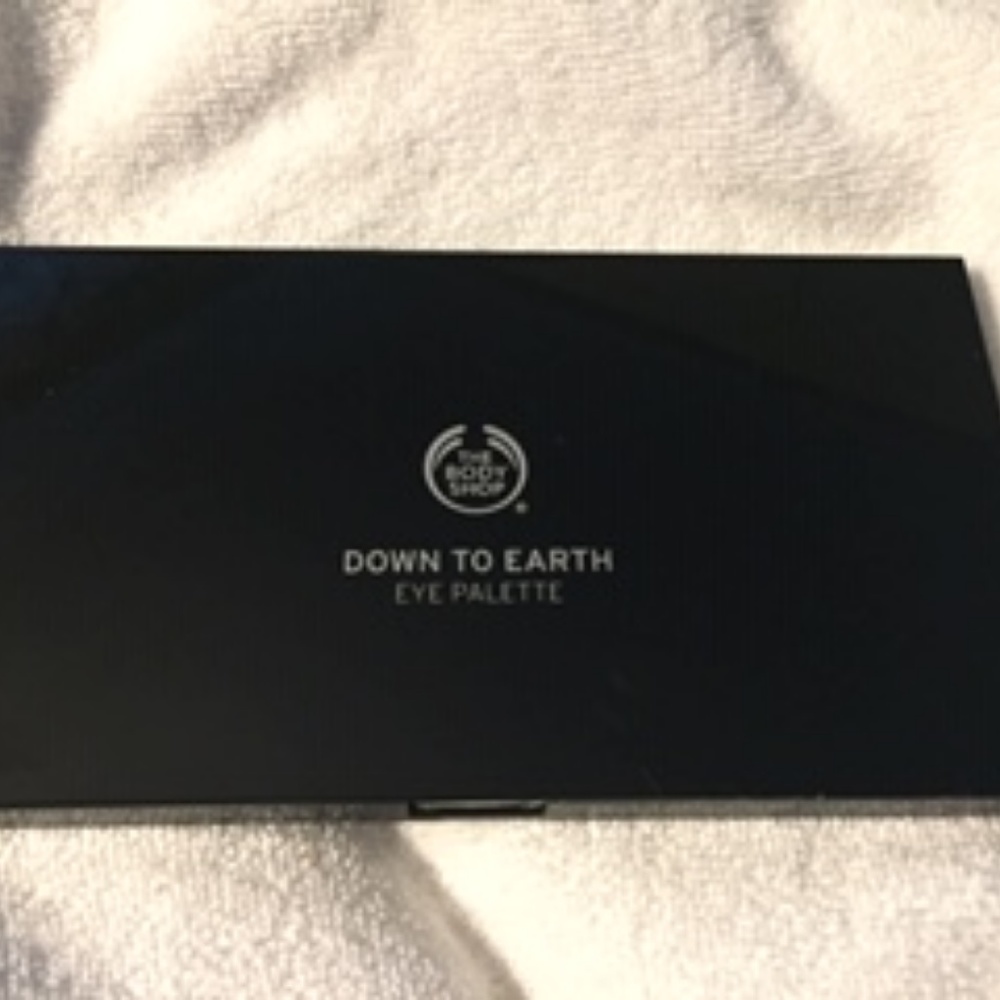 THE
BODY
SHOP
DOWN TO EARTH
EYE PALETTE